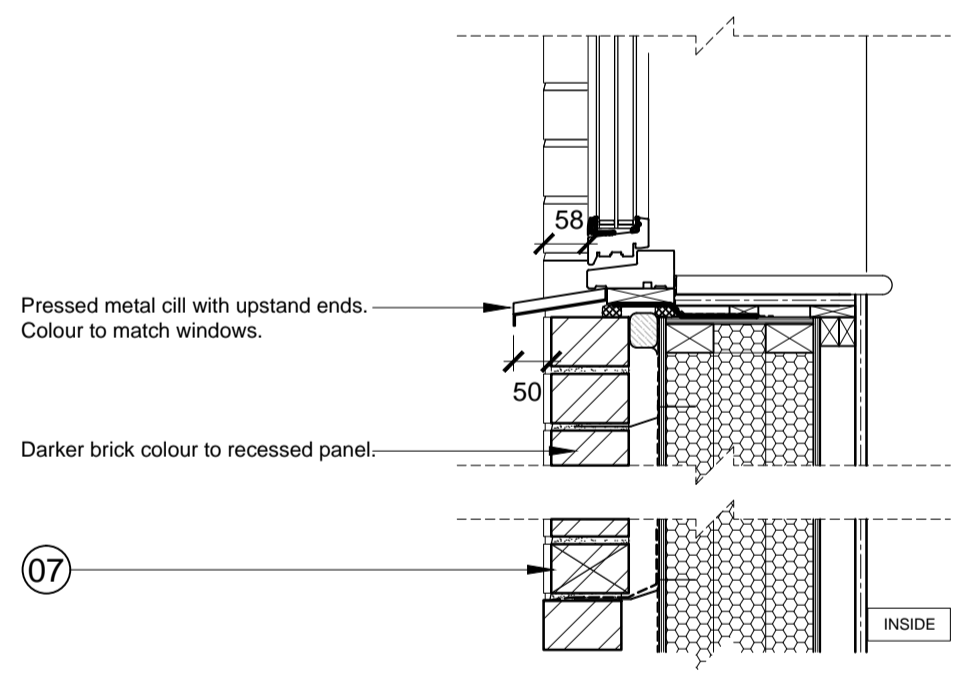 58
Pressed metal cill with upstand ends.
Colour to match windows.
50
Darker brick colour to recessed panel.
07
INSIDE